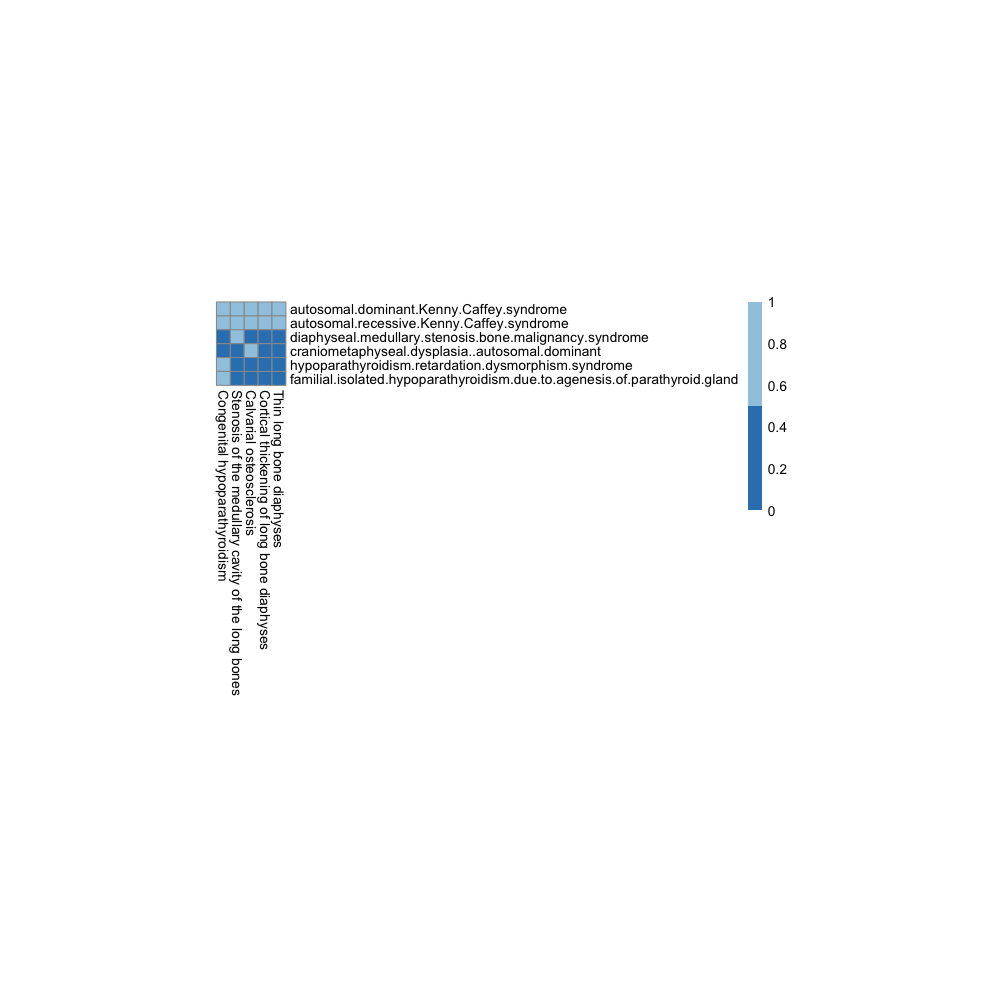 autosomal.dominant.Kenny.Caffey.syndrome
autosomal.recessive.Kenny.Caffey.syndrome
diaphyseal.medullary.stenosis.bone.malignancy.syndrome
craniometaphyseal.dysplasia..autosomal.dominant
hypoparathyroidism.retardation.dysmorphism.syndrome
familial.isolated.hypoparathyroidism.due.to.agenesis.of.parathyroid.gland
Congenital hypoparathyroidism
Stenosis of the medullary cavity of the long bones
Calvarial osteosclerosis
Cortical thickening of long bone diaphyses
Thin long bone diaphyses
1
0.8
0.6
0.4
0.2
0